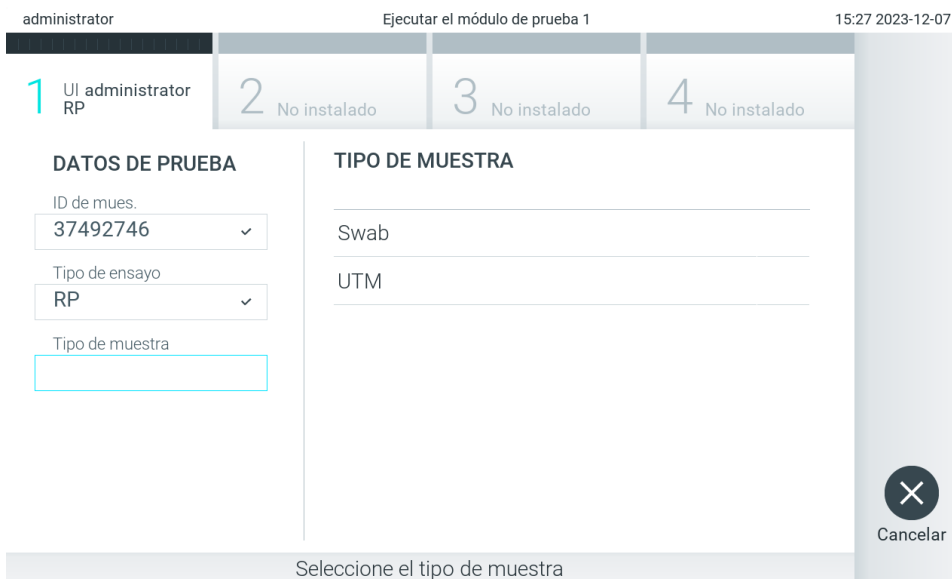 administrator
Ejecutar el módulo de prueba 1
15:27 2023-12-07
1 UI administrator
RP
2 No instalado
3 No instalado
4 No instalado
DATOS DE PRUEBA
ID de mues.
37492746
Tipo de ensayo
RP
Tipo de muestra
TIPO DE MUESTRA
Swab
UTM
Cancelar
Seleccione el tipo de muestra